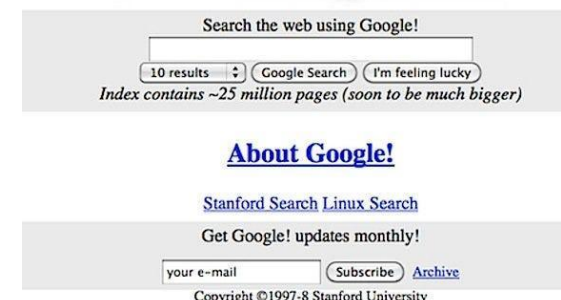 Search the web using Google!
10 results Google Search I'm feeling lucky
Index contains ~25 million pages (soon to be much bigger)
About Google!
Stanford Search Linux Search
Get Google! updates monthly!
your e-mail Subscribe Archive
Copyright ©1997-8 Stanford University